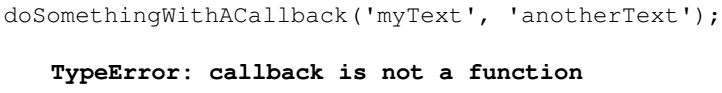 doSomethingWithACallback('myText', 'anotherText');
TypeError: callback is not a function